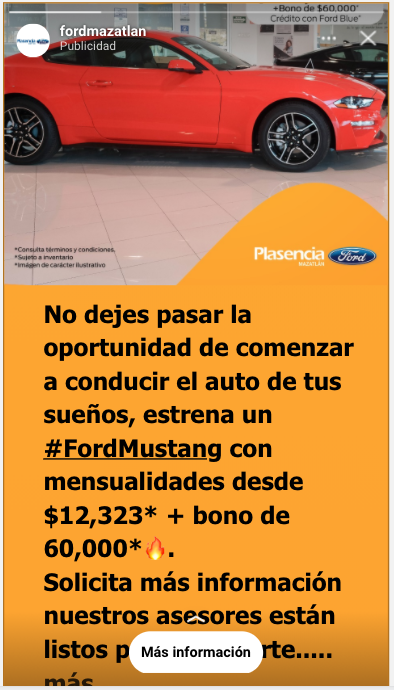 +Bono de $60,000*
Crédito con Ford Blue*
fordmazatlan
Publicidad
*Consulta términos y condiciones.
*Sujeto a inventario
*Imágen de carácter ilustrativo
Plasencia
MAZATLÁN
Ford
No dejes pasar la
oportunidad de comenzar
a conducir el auto de tus
sueños, estrena un
#FordMustang con
mensualidades desde
$12,323* + bono de
60,000*🔥.
Solicita más información
nuestros asesores están
listos p rte.....
Más información
más